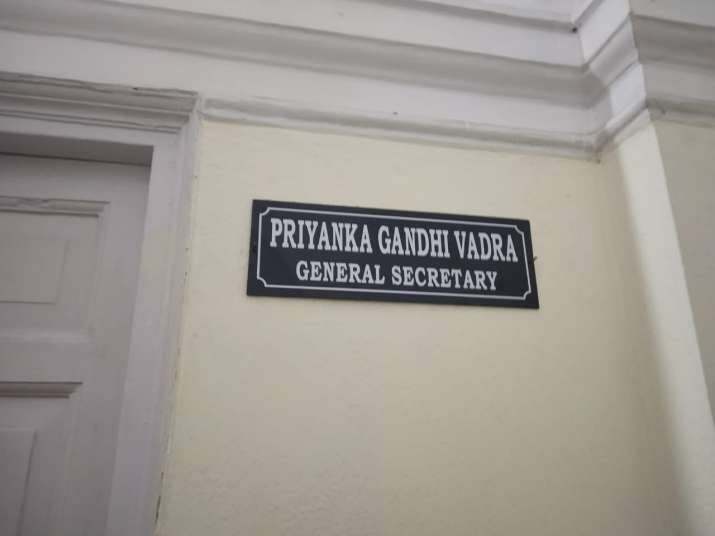 PRIYANKA GANDHI VADRA
GENERAL SECRETARY